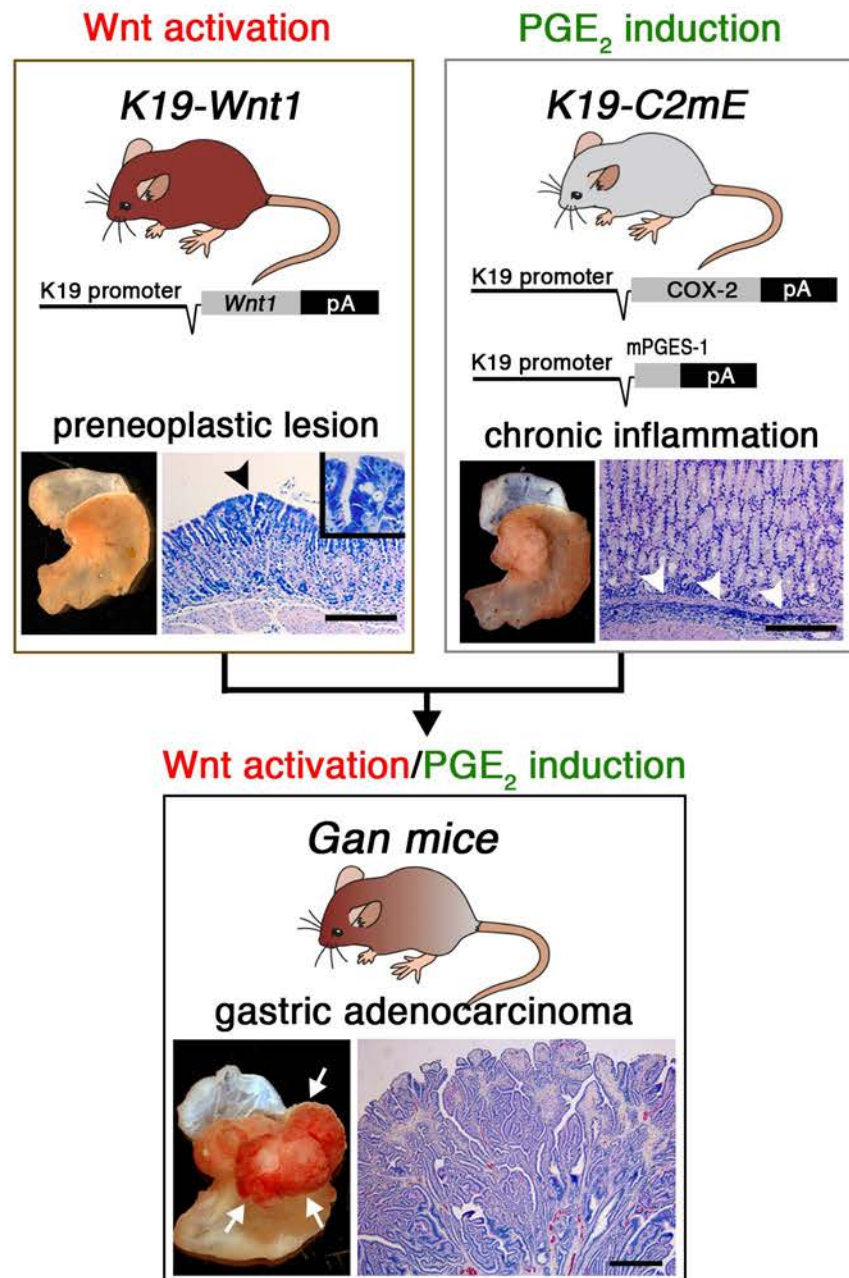 Wnt activation
K19-Wnt1
K19 promoter
Wnt1
pA
preneoplastic lesion
PGE₂ induction
K19-C2mE
K19 promoter
COX-2
pA
mPGES-1
K19 promoter
pA
chronic inflammation
Wnt activation/PGE₂ induction
Gan mice
gastric adenocarcinoma